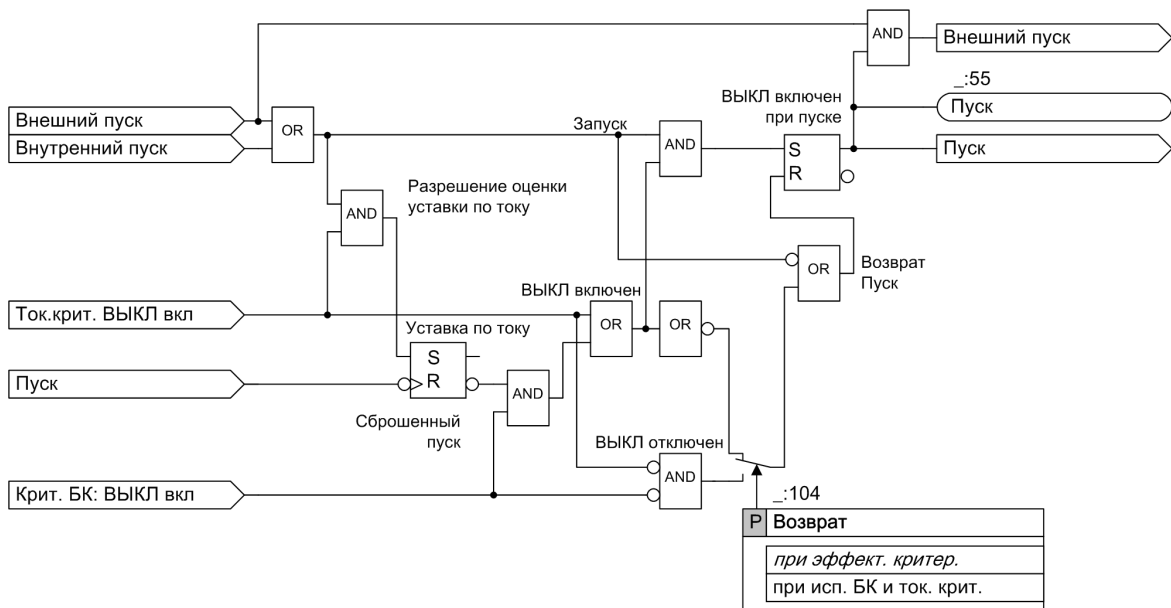 AND
Внешний пуск
_:55
Пуск
ВЫКЛ включен
при пуске
Внешний пуск
Внутренний пуск
OR
Запуск
AND
S
R
Пуск
Разрешение оценки
уставки по току
AND
OR
Возврат
Пуск
ВЫКЛ включен
Ток.крит. ВЫКЛ вкл
Уставка по току
OR
OR
S
R
Пуск
AND
Сброшенный
пуск
ВЫКЛ отключен
AND
Крит. БК: ВЫКЛ вкл
_:104
P Возврат
при эффект. критер.
при исп. БК и ток. крит.